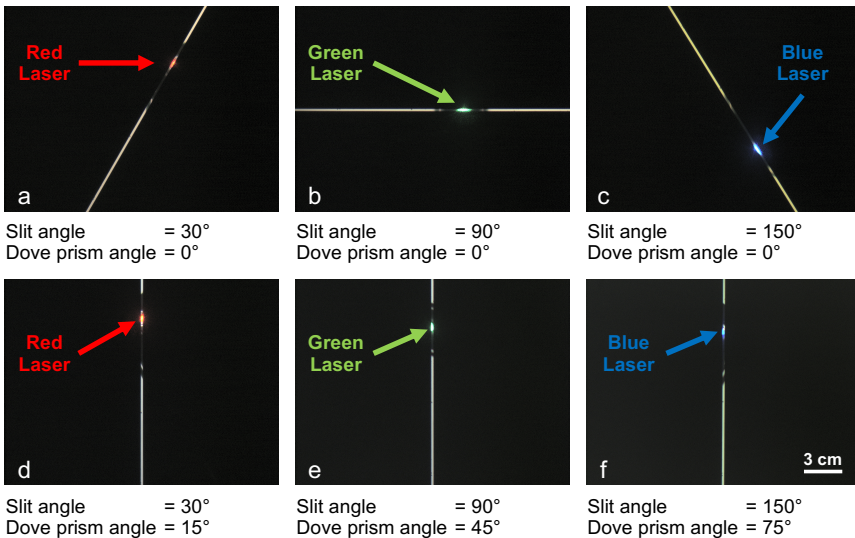 Red
Laser
a
Green
Laser
b
Blue
Laser
c
Slit angle = 30°
Dove prism angle = 0°
Slit angle = 90°
Dove prism angle = 0°
Slit angle = 150°
Dove prism angle = 0°
Red
Laser
d
Green
Laser
e
Blue
Laser
3 cm
f
Slit angle = 30°
Dove prism angle = 15°
Slit angle = 90°
Dove prism angle = 45°
Slit angle = 150°
Dove prism angle = 75°